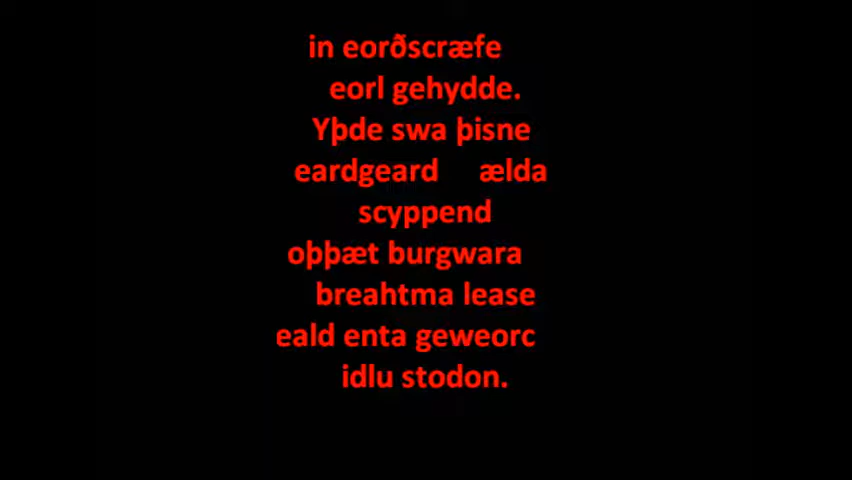 in eorðscræfe
eorl gehydde.
Yþde swa þisne
eardgeard ælda
scyppend
oþþæt burgwara
breahtma lease
eald enta geweorc
idlu stodon.